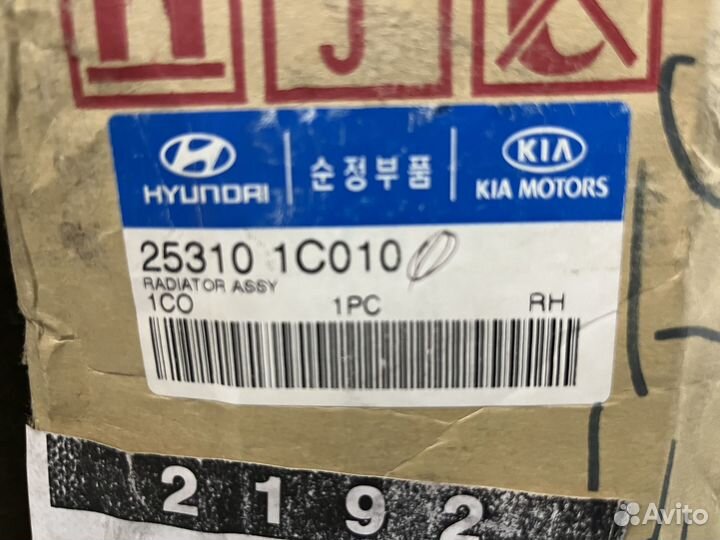 HYUNDAI
순정부품
KIA
KIA MOTORS
25310 1C010
RADIATOR ASSY
1CO 1PC RH
2192
Avito